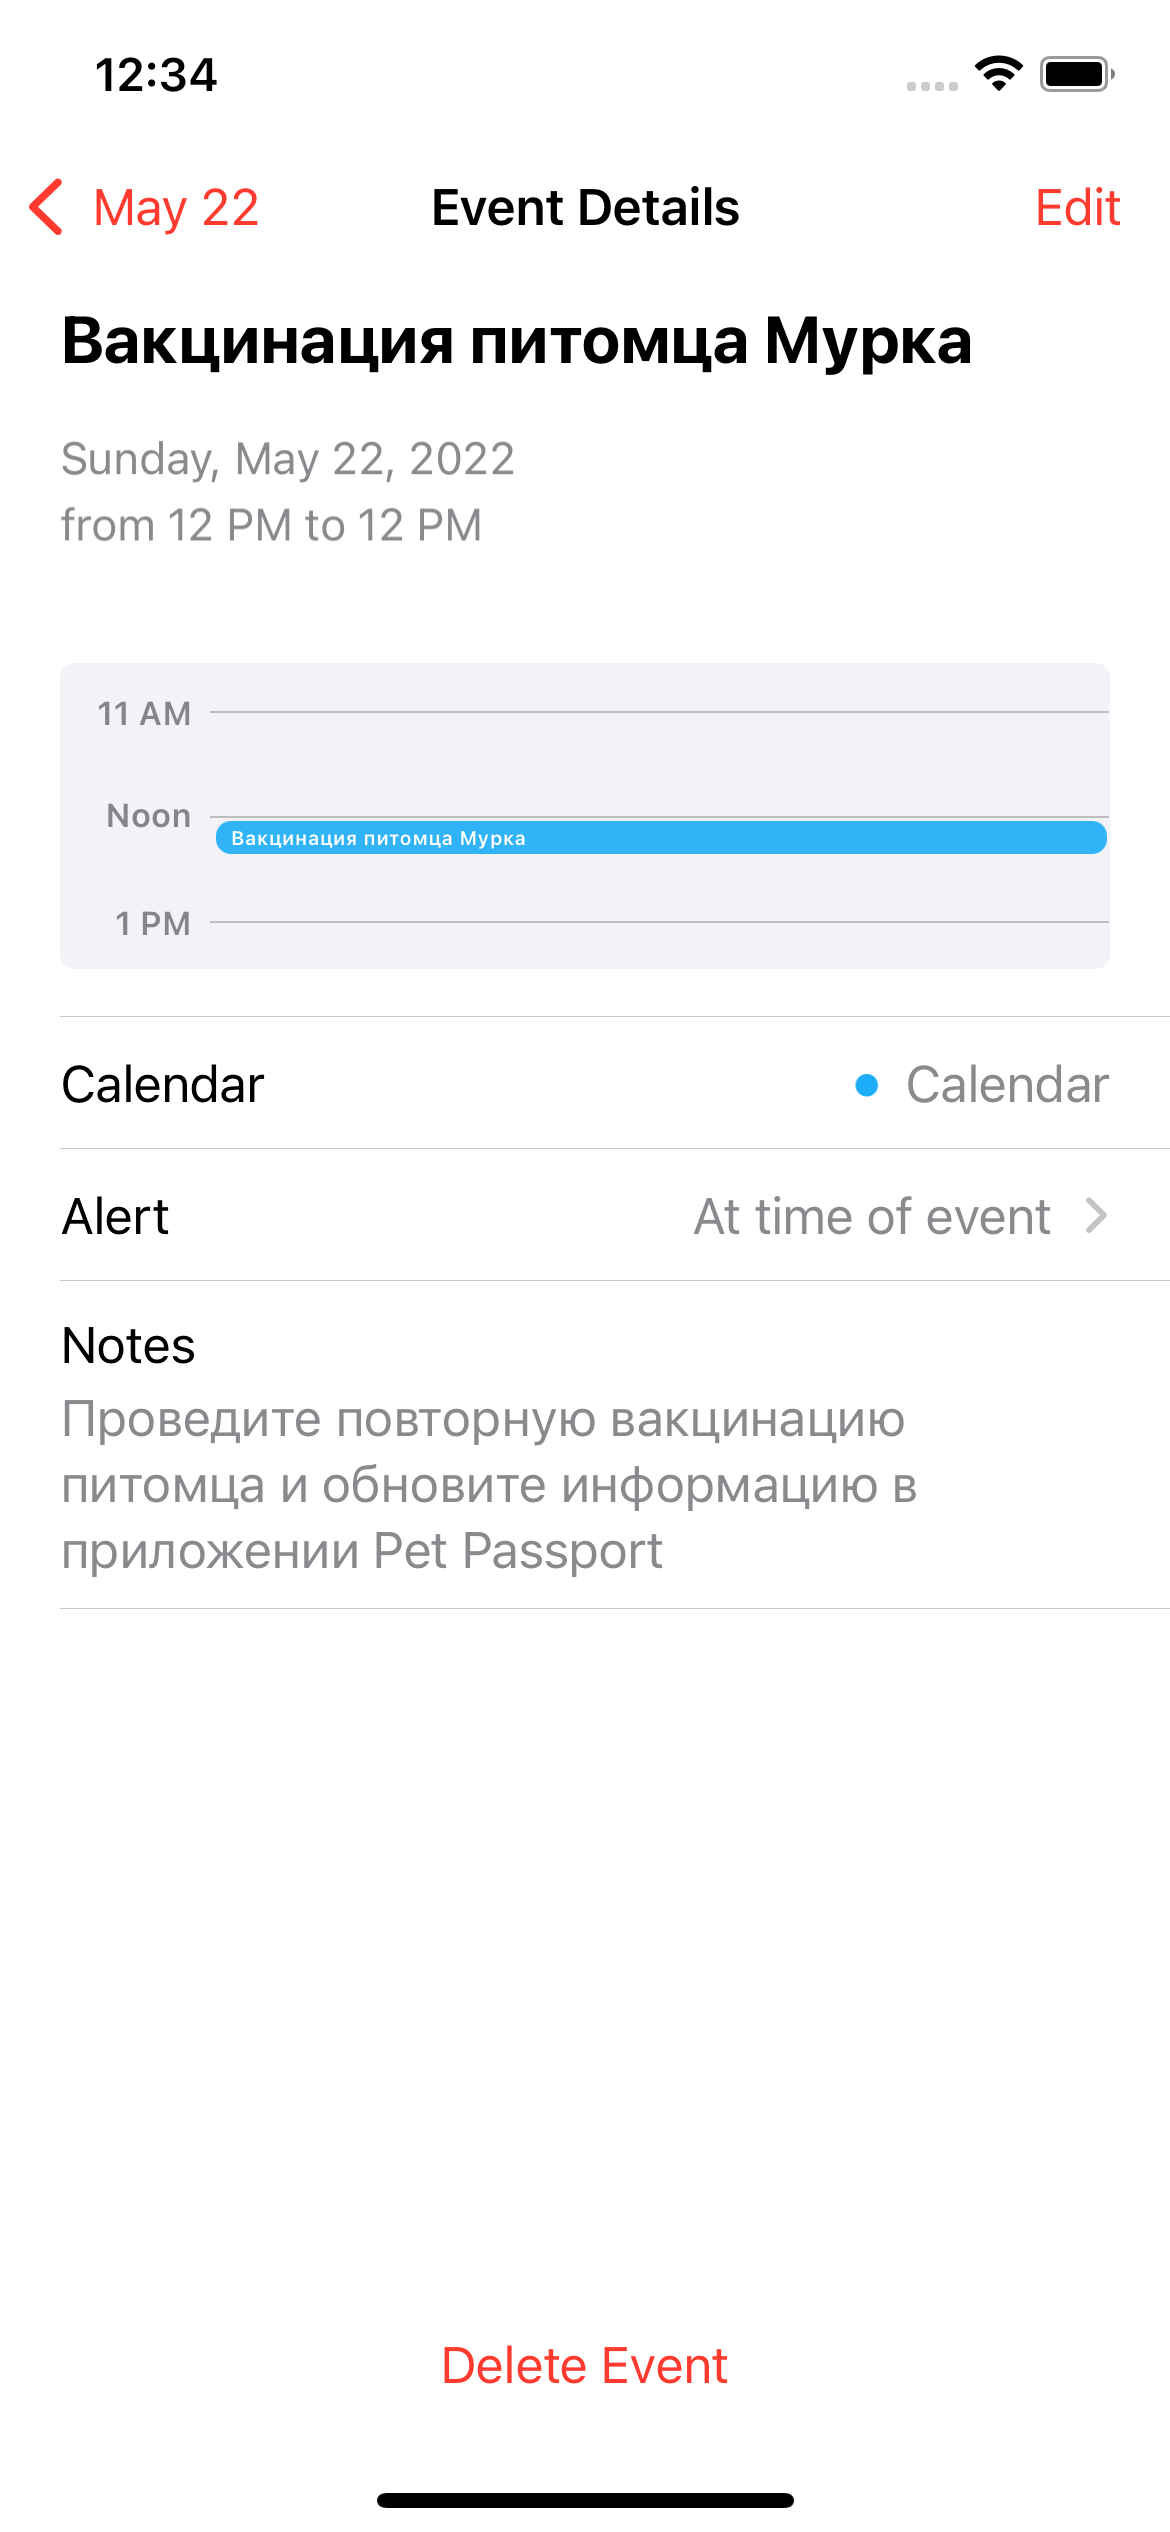 12:34
May 22
Event Details
Edit
Вакцинация питомца Мурка
Sunday, May 22, 2022
from 12 PM to 12 PM
11 AM
Noon
Вакцинация питомца Мурка
1 PM
Calendar
Calendar
Alert
At time of event
Notes
Проведите повторную вакцинацию
питомца и обновите информацию в
приложении Pet Passport
Delete Event